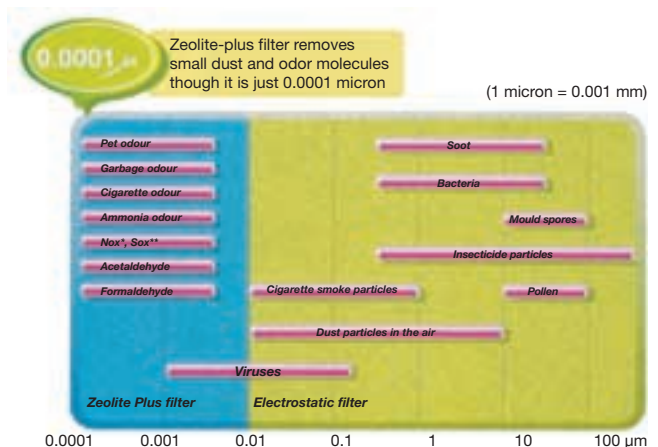 0.0001
Zeolite-plus filter removes
small dust and odor molecules
though it is just 0.0001 micron
(1 micron = 0.001 mm)
Pet odour
Soot
Garbage odour
Bacteria
Cigarette odour
Ammonia odour
Mould spores
Nox*, Sox**
Insecticide particles
Acetaldehyde
Formaldehyde
Cigarette smoke particles
Pollen
Dust particles in the air
Viruses
Zeolite Plus filter
Electrostatic filter
0.0001 0.001 0.01 0.1 1 10 100 µm